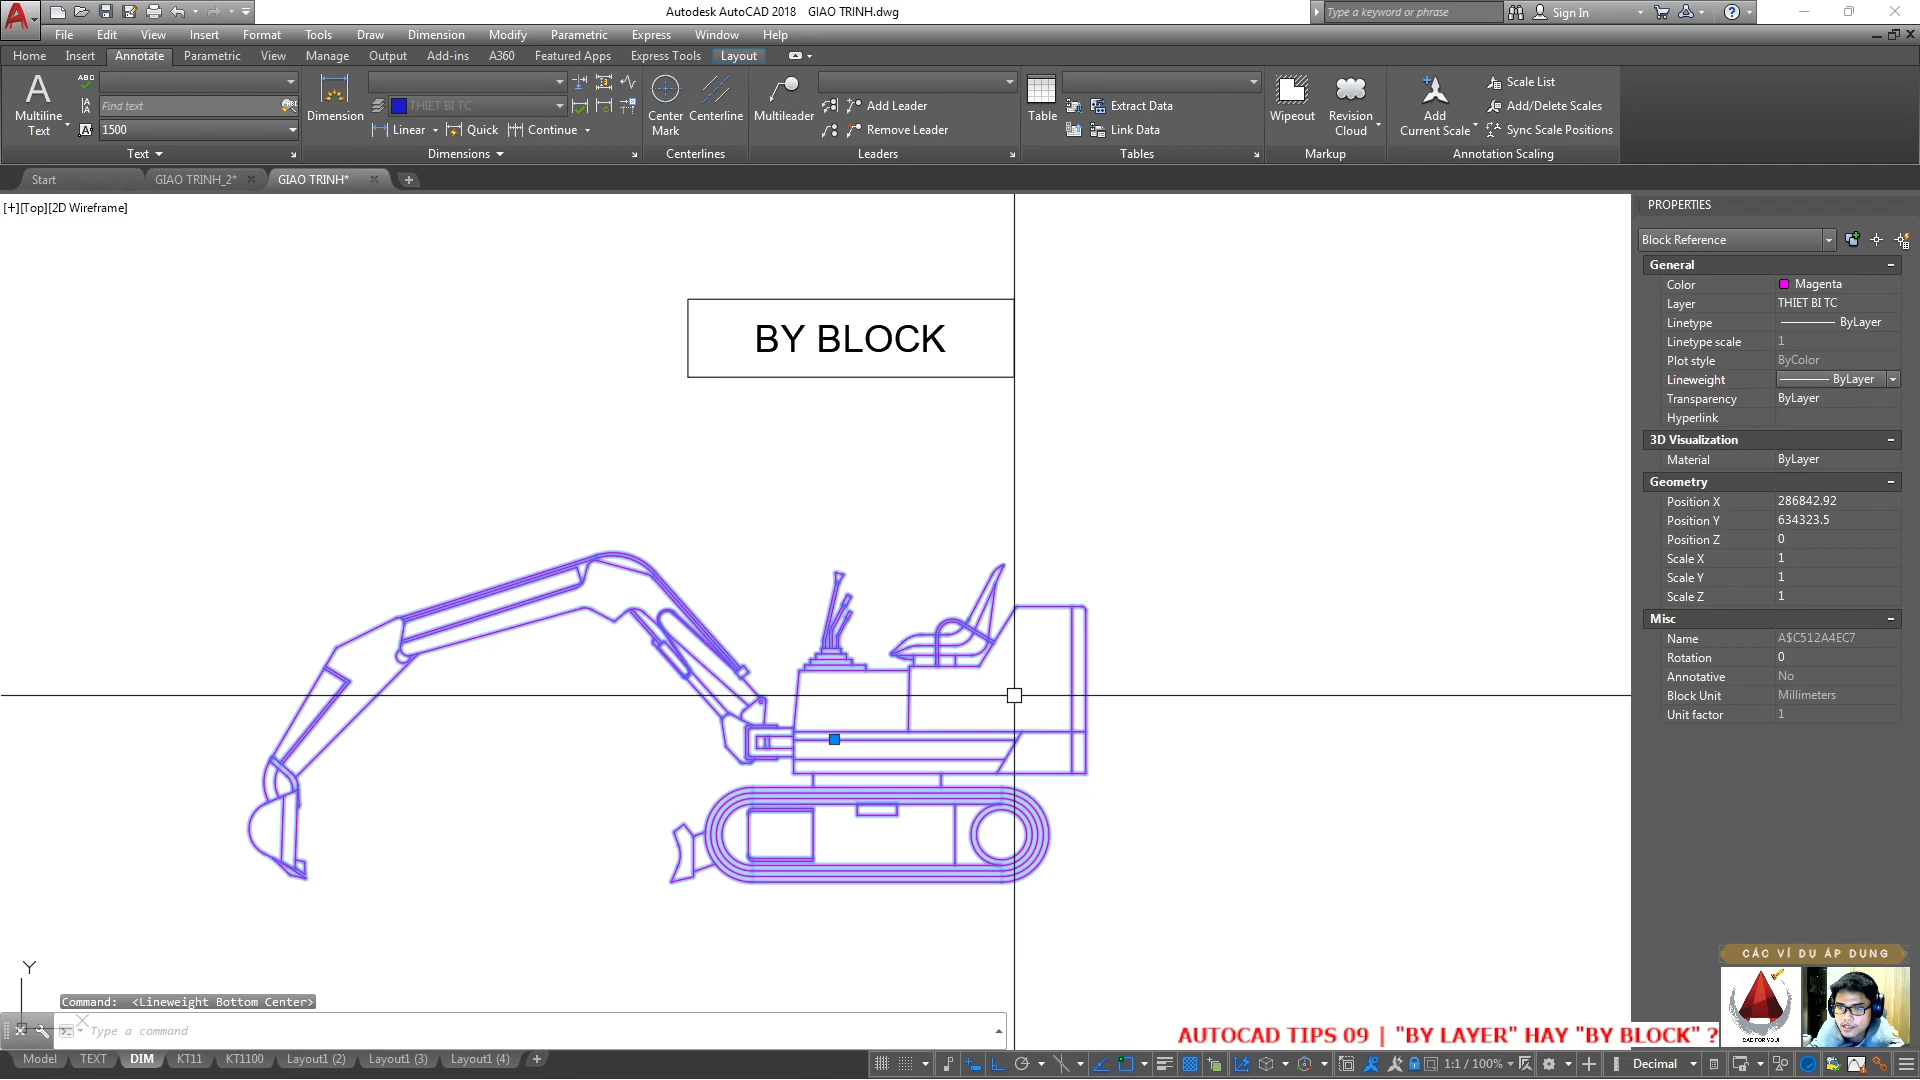 Autodesk AutoCAD 2018    GIAO TRINH.dwg
Type a keyword or phrase
Sign In
File Edit View Insert Format Tools Draw Dimension Modify Parametric Express Window Help
Home Insert Annotate Parametric View Manage Output Add-ins A360 Featured Apps Express Tools Layout
Multiline Text
ABC
Find text
1500
Text
Dimension
THIET BI TC
Linear Quick Continue
Dimensions
Center Mark
Centerline
Centerlines
Multileader
Add Leader
Remove Leader
Leaders
Table
Extract Data
Link Data
Tables
Wipeout
Revision Cloud
Markup
Add Current Scale
Scale List
Add/Delete Scales
Sync Scale Positions
Annotation Scaling
Start GIAO TRINH_2* GIAO TRINH*
[+][Top][2D Wireframe]
BY BLOCK
PROPERTIES
Block Reference
General
Color Magenta
Layer THIET BI TC
Linetype ByLayer
Linetype scale 1
Plot style ByColor
Lineweight ByLayer
Transparency ByLayer
Hyperlink
3D Visualization
Material ByLayer
Geometry
Position X 286842.92
Position Y 634323.5
Position Z 0
Scale X 1
Scale Y 1
Scale Z 1
Misc
Name A$C512A4EC7
Rotation 0
Annotative No
Block Unit Millimeters
Unit factor 1
Y
Command: <Lineweight Bottom Center>
Type a command
CÁC VÍ DỤ ÁP DỤNG
CAD FOR YOU!
AUTOCAD TIPS 09 | "BY LAYER" HAY "BY BLOCK" ?
Model TEXT DIM KT11 KT1100 Layout1 (2) Layout1 (3) Layout1 (4)
1:1 / 100%
Decimal